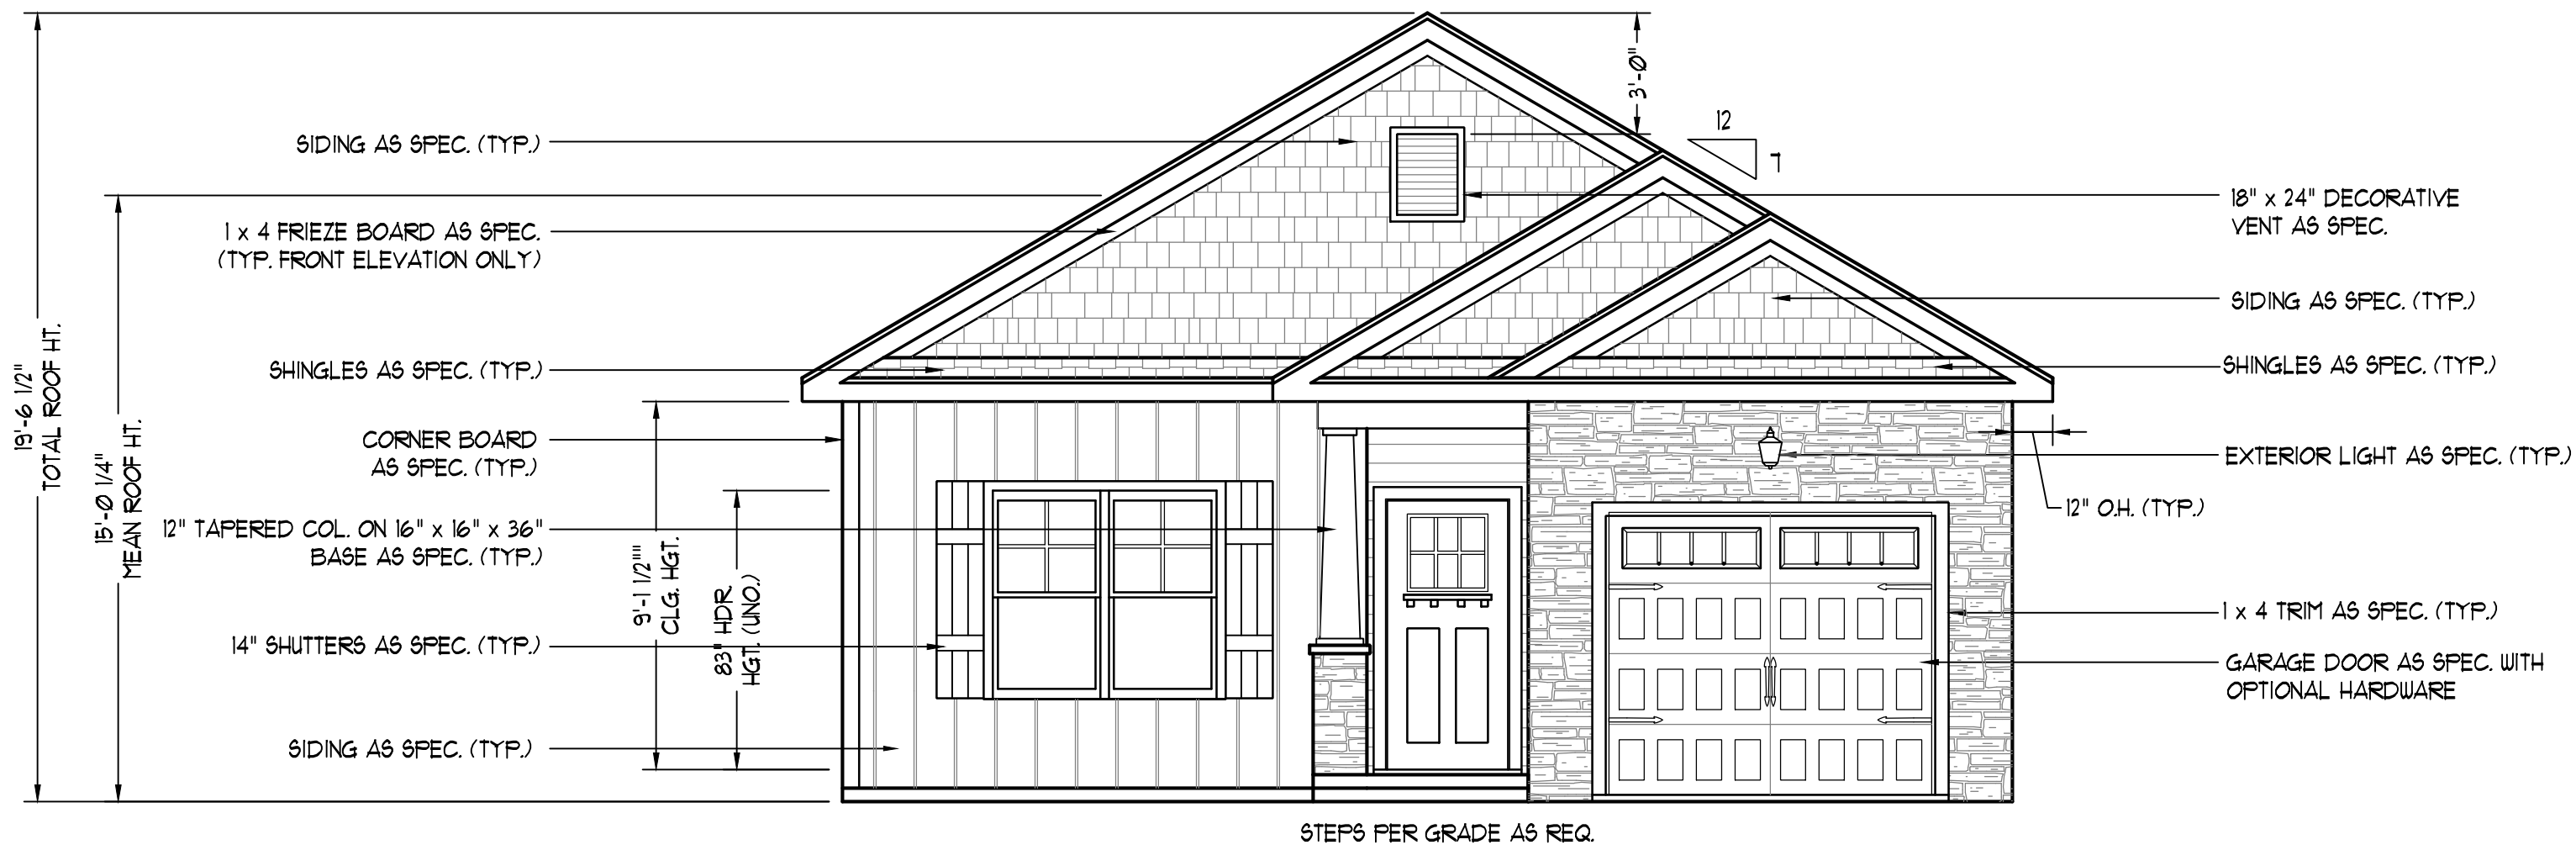 19'-6 1/2"
TOTAL ROOF HT.
15'-0 1/4"
MEAN ROOF HT.
SIDING AS SPEC. (TYP.)
1 x 4 FRIEZE BOARD AS SPEC.
(TYP. FRONT ELEVATION ONLY)
SHINGLES AS SPEC. (TYP.)
CORNER BOARD
AS SPEC. (TYP.)
12" TAPERED COL. ON 16" x 16" x 36"
BASE AS SPEC. (TYP.)
14" SHUTTERS AS SPEC. (TYP.)
SIDING AS SPEC. (TYP.)
9'-1 1/2""
CLG. HGT.
83" HDR
HGT. (UNO.)
3'-0"
12
7
18" x 24" DECORATIVE
VENT AS SPEC.
SIDING AS SPEC. (TYP.)
SHINGLES AS SPEC. (TYP.)
EXTERIOR LIGHT AS SPEC. (TYP.)
12" O.H. (TYP.)
1 x 4 TRIM AS SPEC. (TYP.)
GARAGE DOOR AS SPEC. WITH
OPTIONAL HARDWARE
STEPS PER GRADE AS REQ.